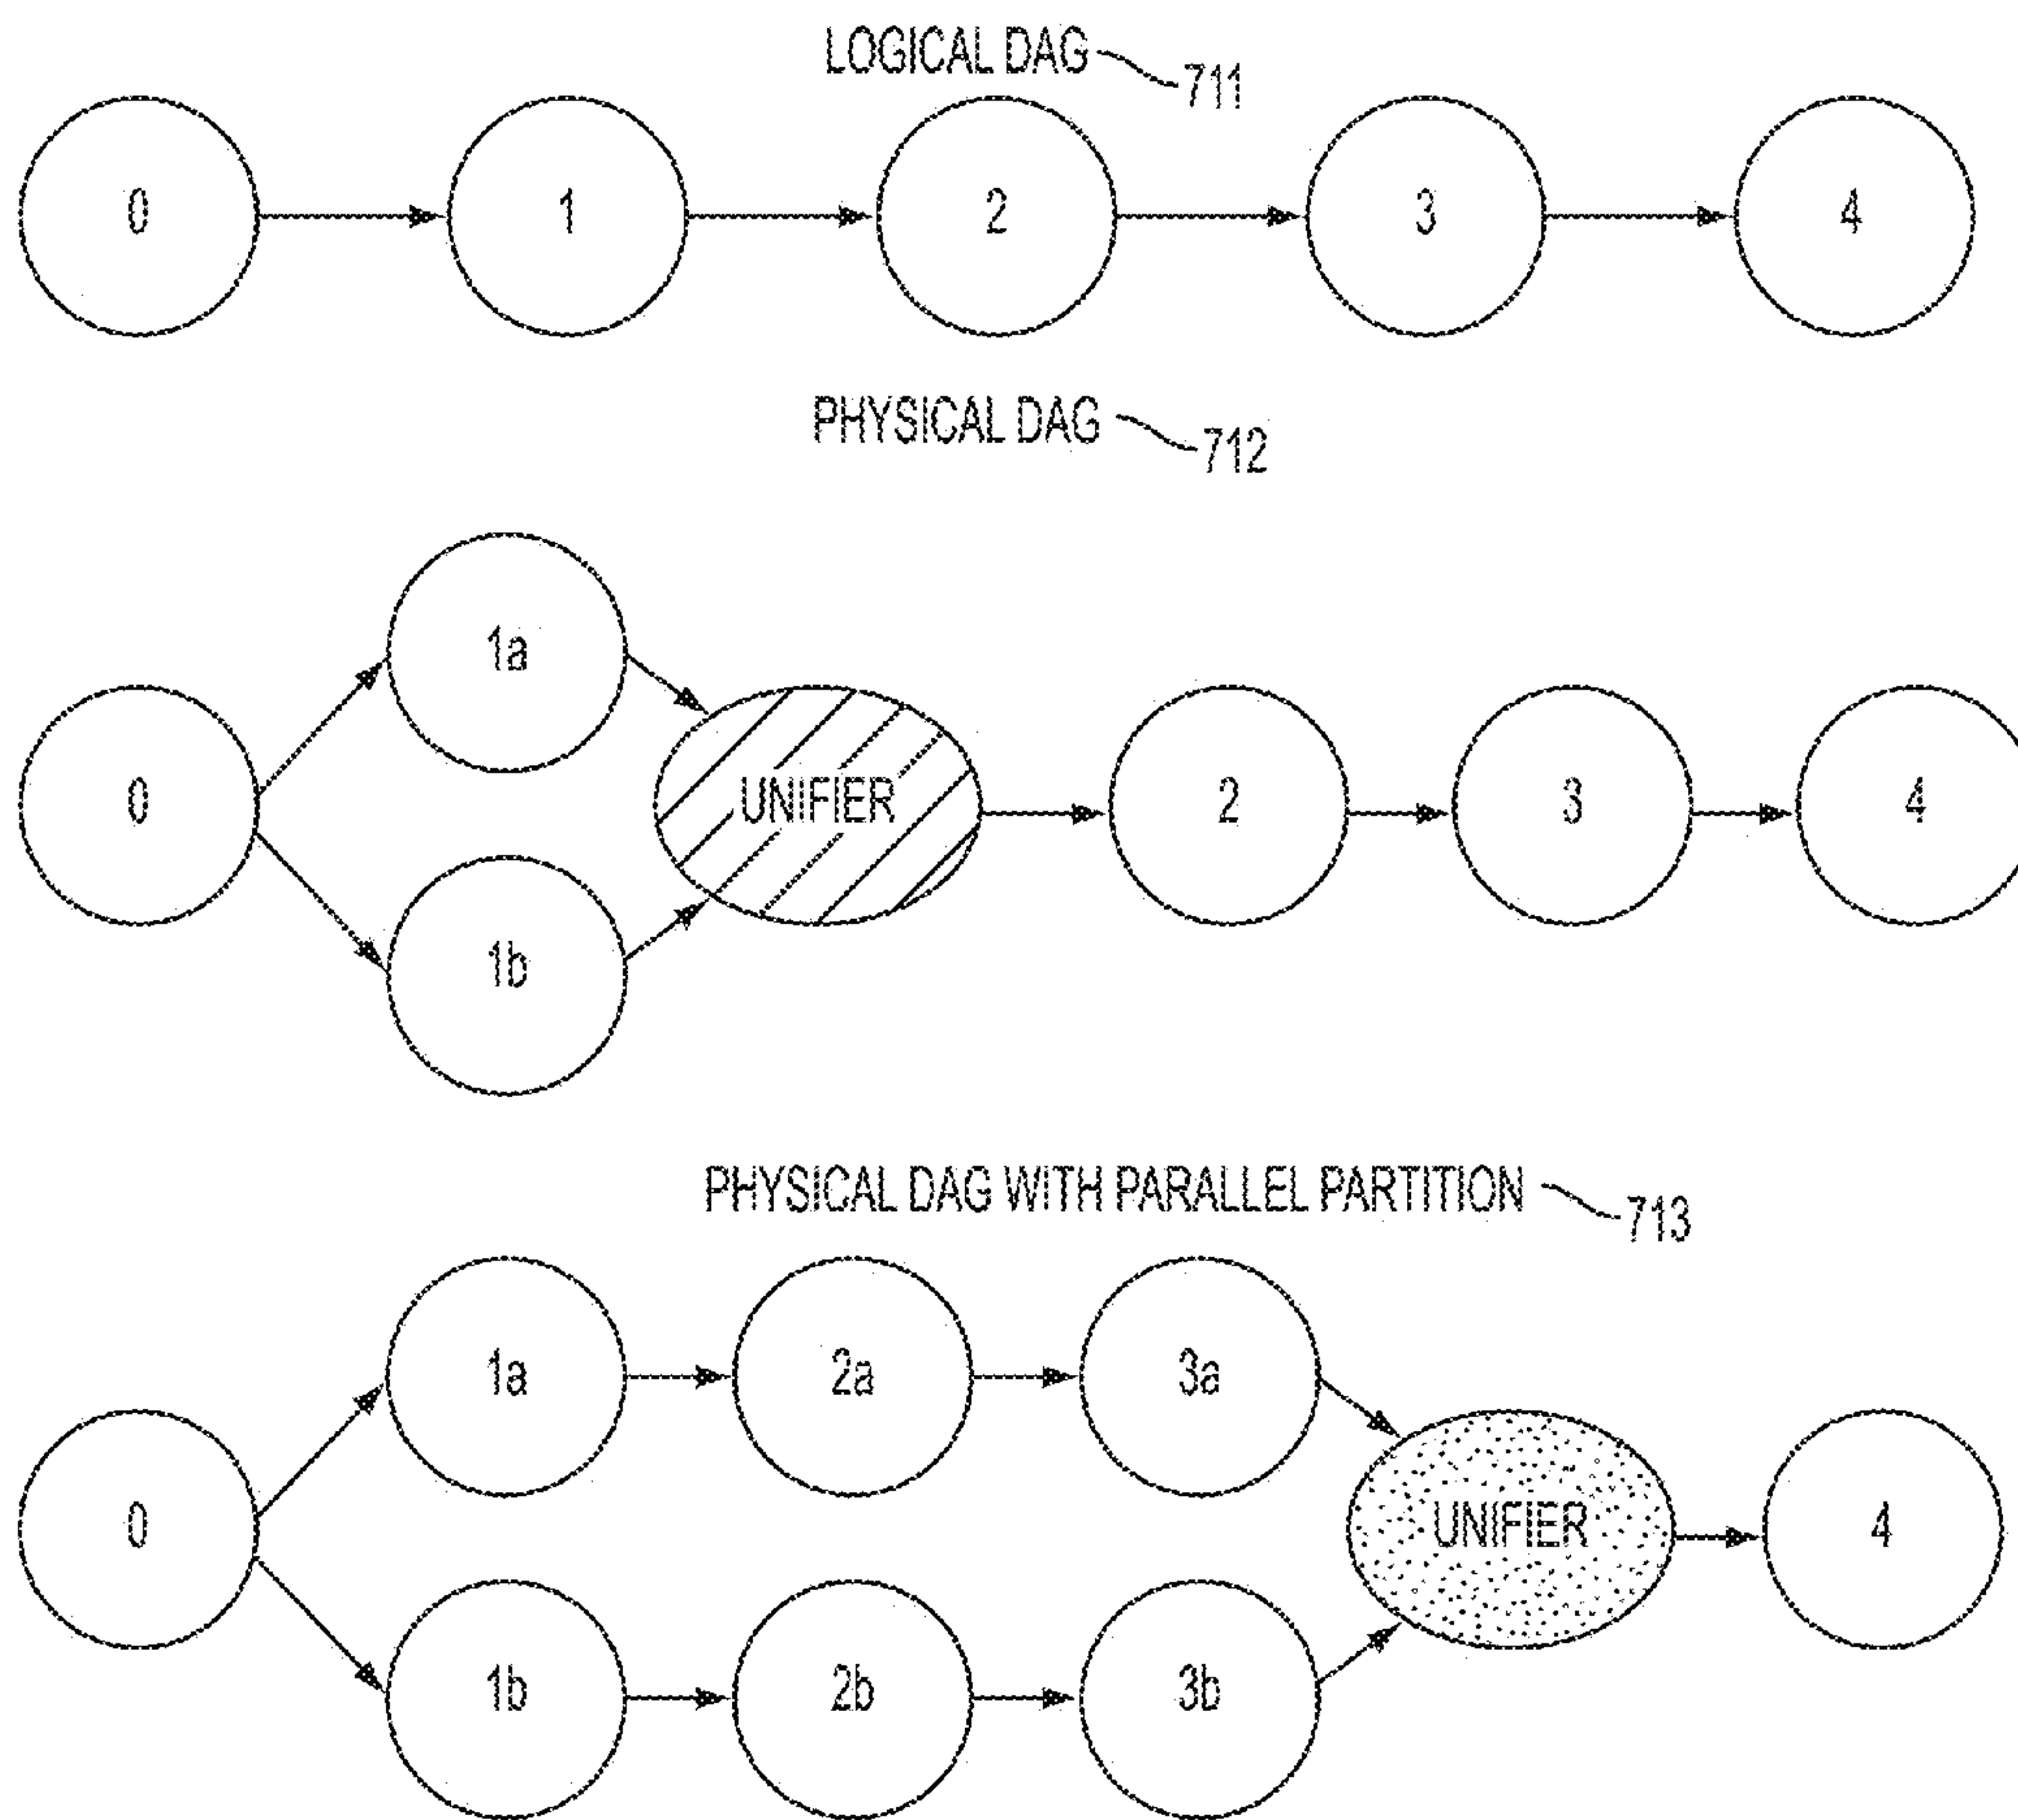 LOGICAL DAG 711
0 1 2 3 4
PHYSICAL DAG 712
1a
0 UNIFIER 2 3 4
1b
PHYSICAL DAG WITH PARALLEL PARTITION 713
1a 2a 3a
0 UNIFIER 4
1b 2b 3b